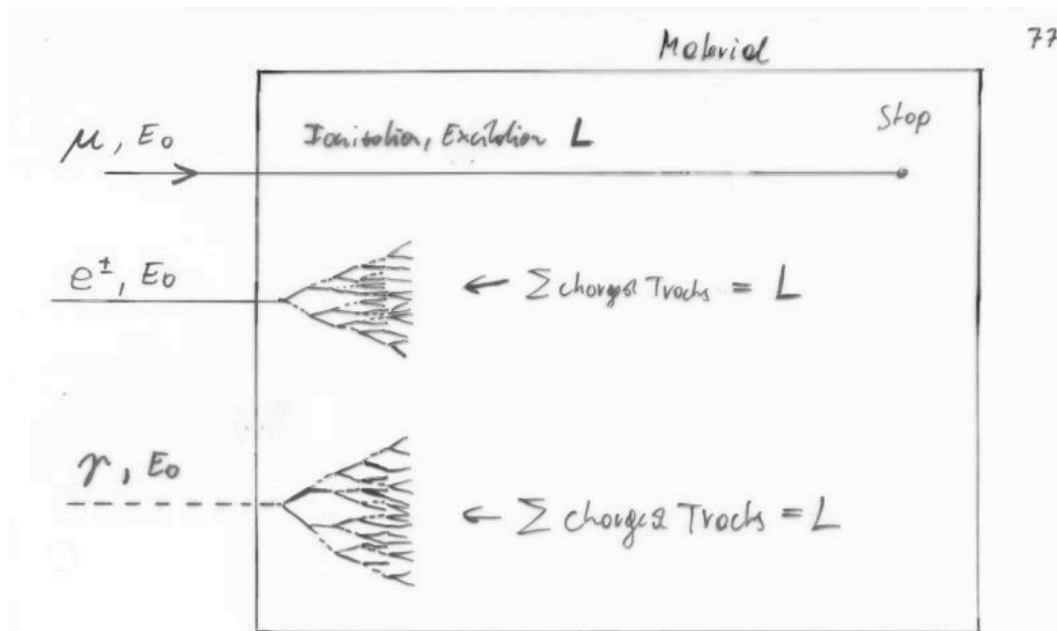 Material
77
Ionisation, Excitation L
Stop
μ, E₀
e±, E₀
← Σ charged Tracks = L
γ, E₀
← Σ charged Tracks = L